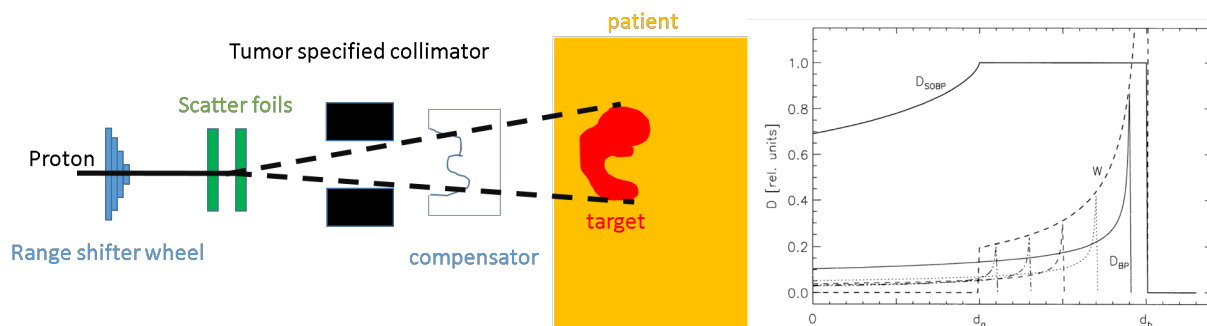 patient
Tumor specified collimator
Scatter foils
Proton
Range shifter wheel
compensator
target
D [rel. units]
1.0
0.8
0.6
0.4
0.2
0.0
D_SOBP
W
D_BP
0
d_a
d_b